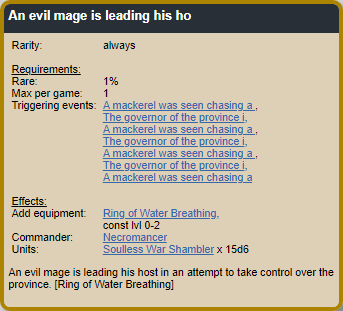 An evil mage is leading his ho
Rarity: always
Requirements:
Rare: 1%
Max per game: 1
Triggering events: A mackerel was seen chasing a ,
The governor of the province i,
A mackerel was seen chasing a ,
The governor of the province i,
A mackerel was seen chasing a ,
The governor of the province i,
A mackerel was seen chasing a
Effects:
Add equipment: Ring of Water Breathing,
const lvl 0-2
Commander: Necromancer
Units: Soulless War Shambler x 15d6
An evil mage is leading his host in an attempt to take control over the
province. [Ring of Water Breathing]